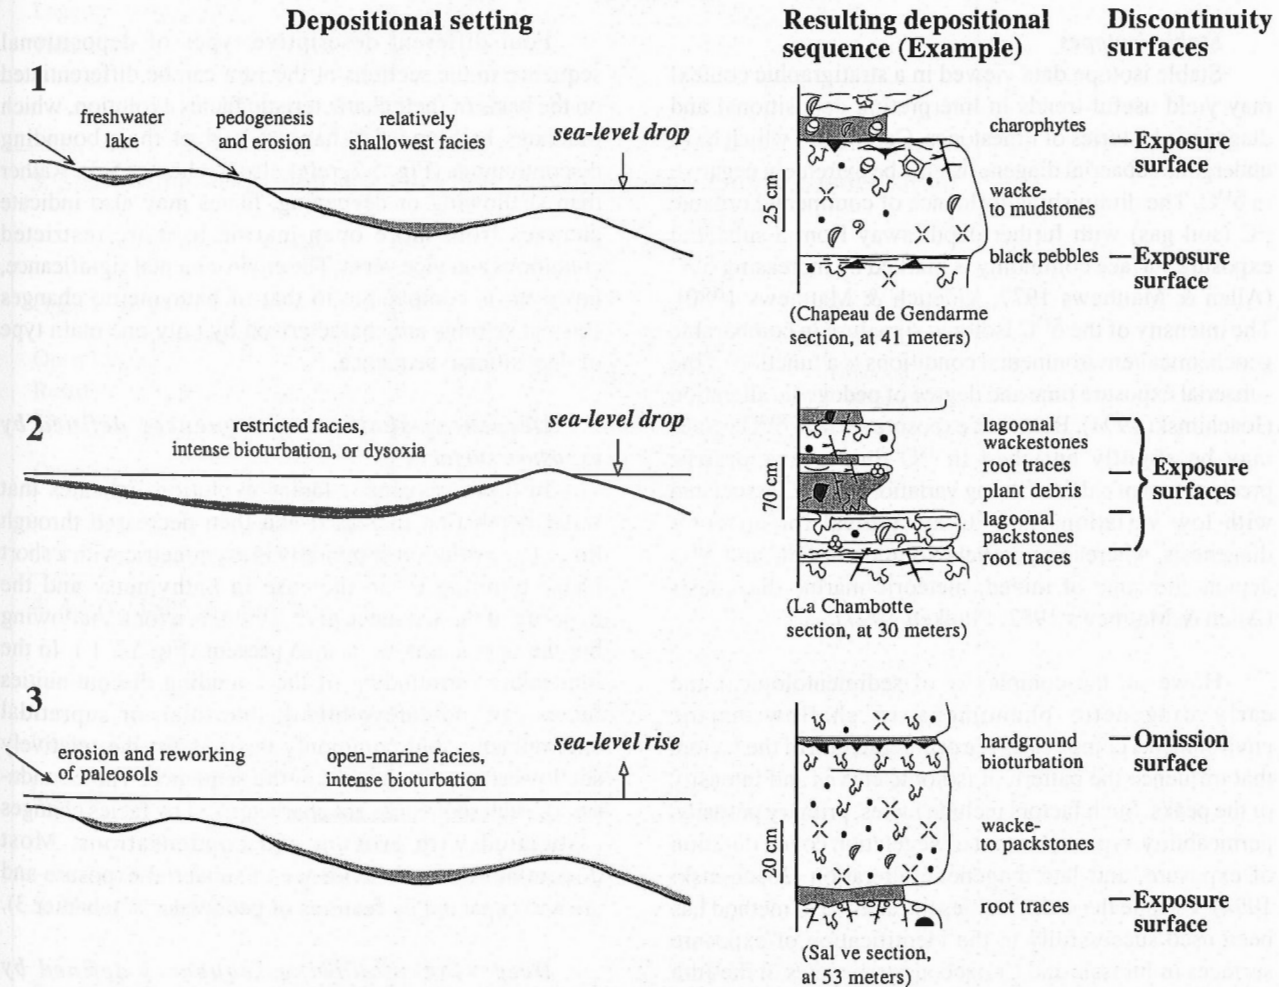 Depositional setting
Resulting depositional
sequence (Example)
Discontinuity
surfaces
1
freshwater
lake
pedogenesis
and erosion
relatively
shallowest facies
sea-level drop
25 cm
charophytes
wacke-
to mudstones
black pebbles
Exposure
surface
Exposure
surface
(Chapeau de Gendarme
section, at 41 meters)
2
restricted facies,
intense bioturbation, or dysoxia
sea-level drop
70 cm
lagoonal
wackestones
root traces
plant debris
lagoonal
packstones
root traces
Exposure
surfaces
(La Chambotte
section, at 30 meters)
3
erosion and reworking
of paleosols
open-marine facies,
intense bioturbation
sea-level rise
20 cm
hardground
bioturbation
wacke-
to packstones
root traces
Omission
surface
Exposure
surface
(Salève section,
at 53 meters)